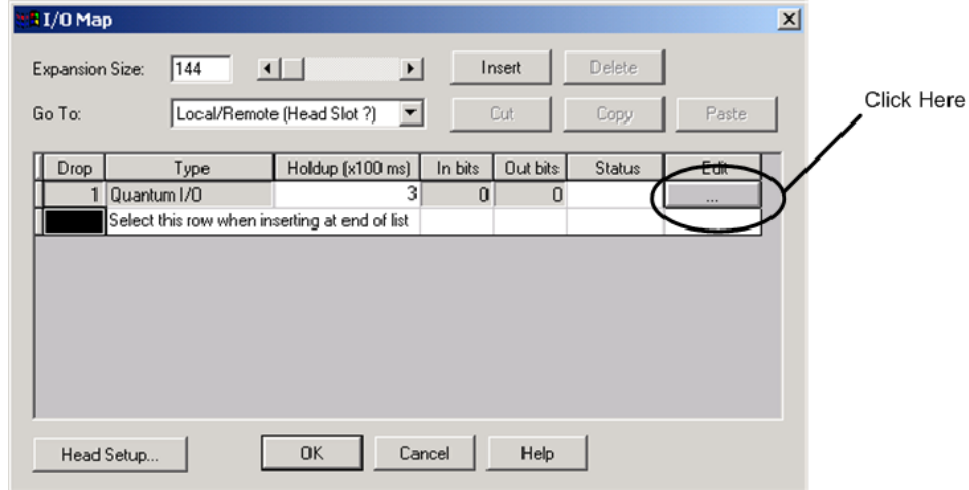 I/O Map
Expansion Size: 144 Insert Delete
Go To: Local/Remote (Head Slot ?) Cut Copy Paste
Click Here
Drop Type Holdup (x100 ms) In bits Out bits Status Edit
1 Quantum I/O 3 0 0 ...
Select this row when inserting at end of list
Head Setup... OK Cancel Help